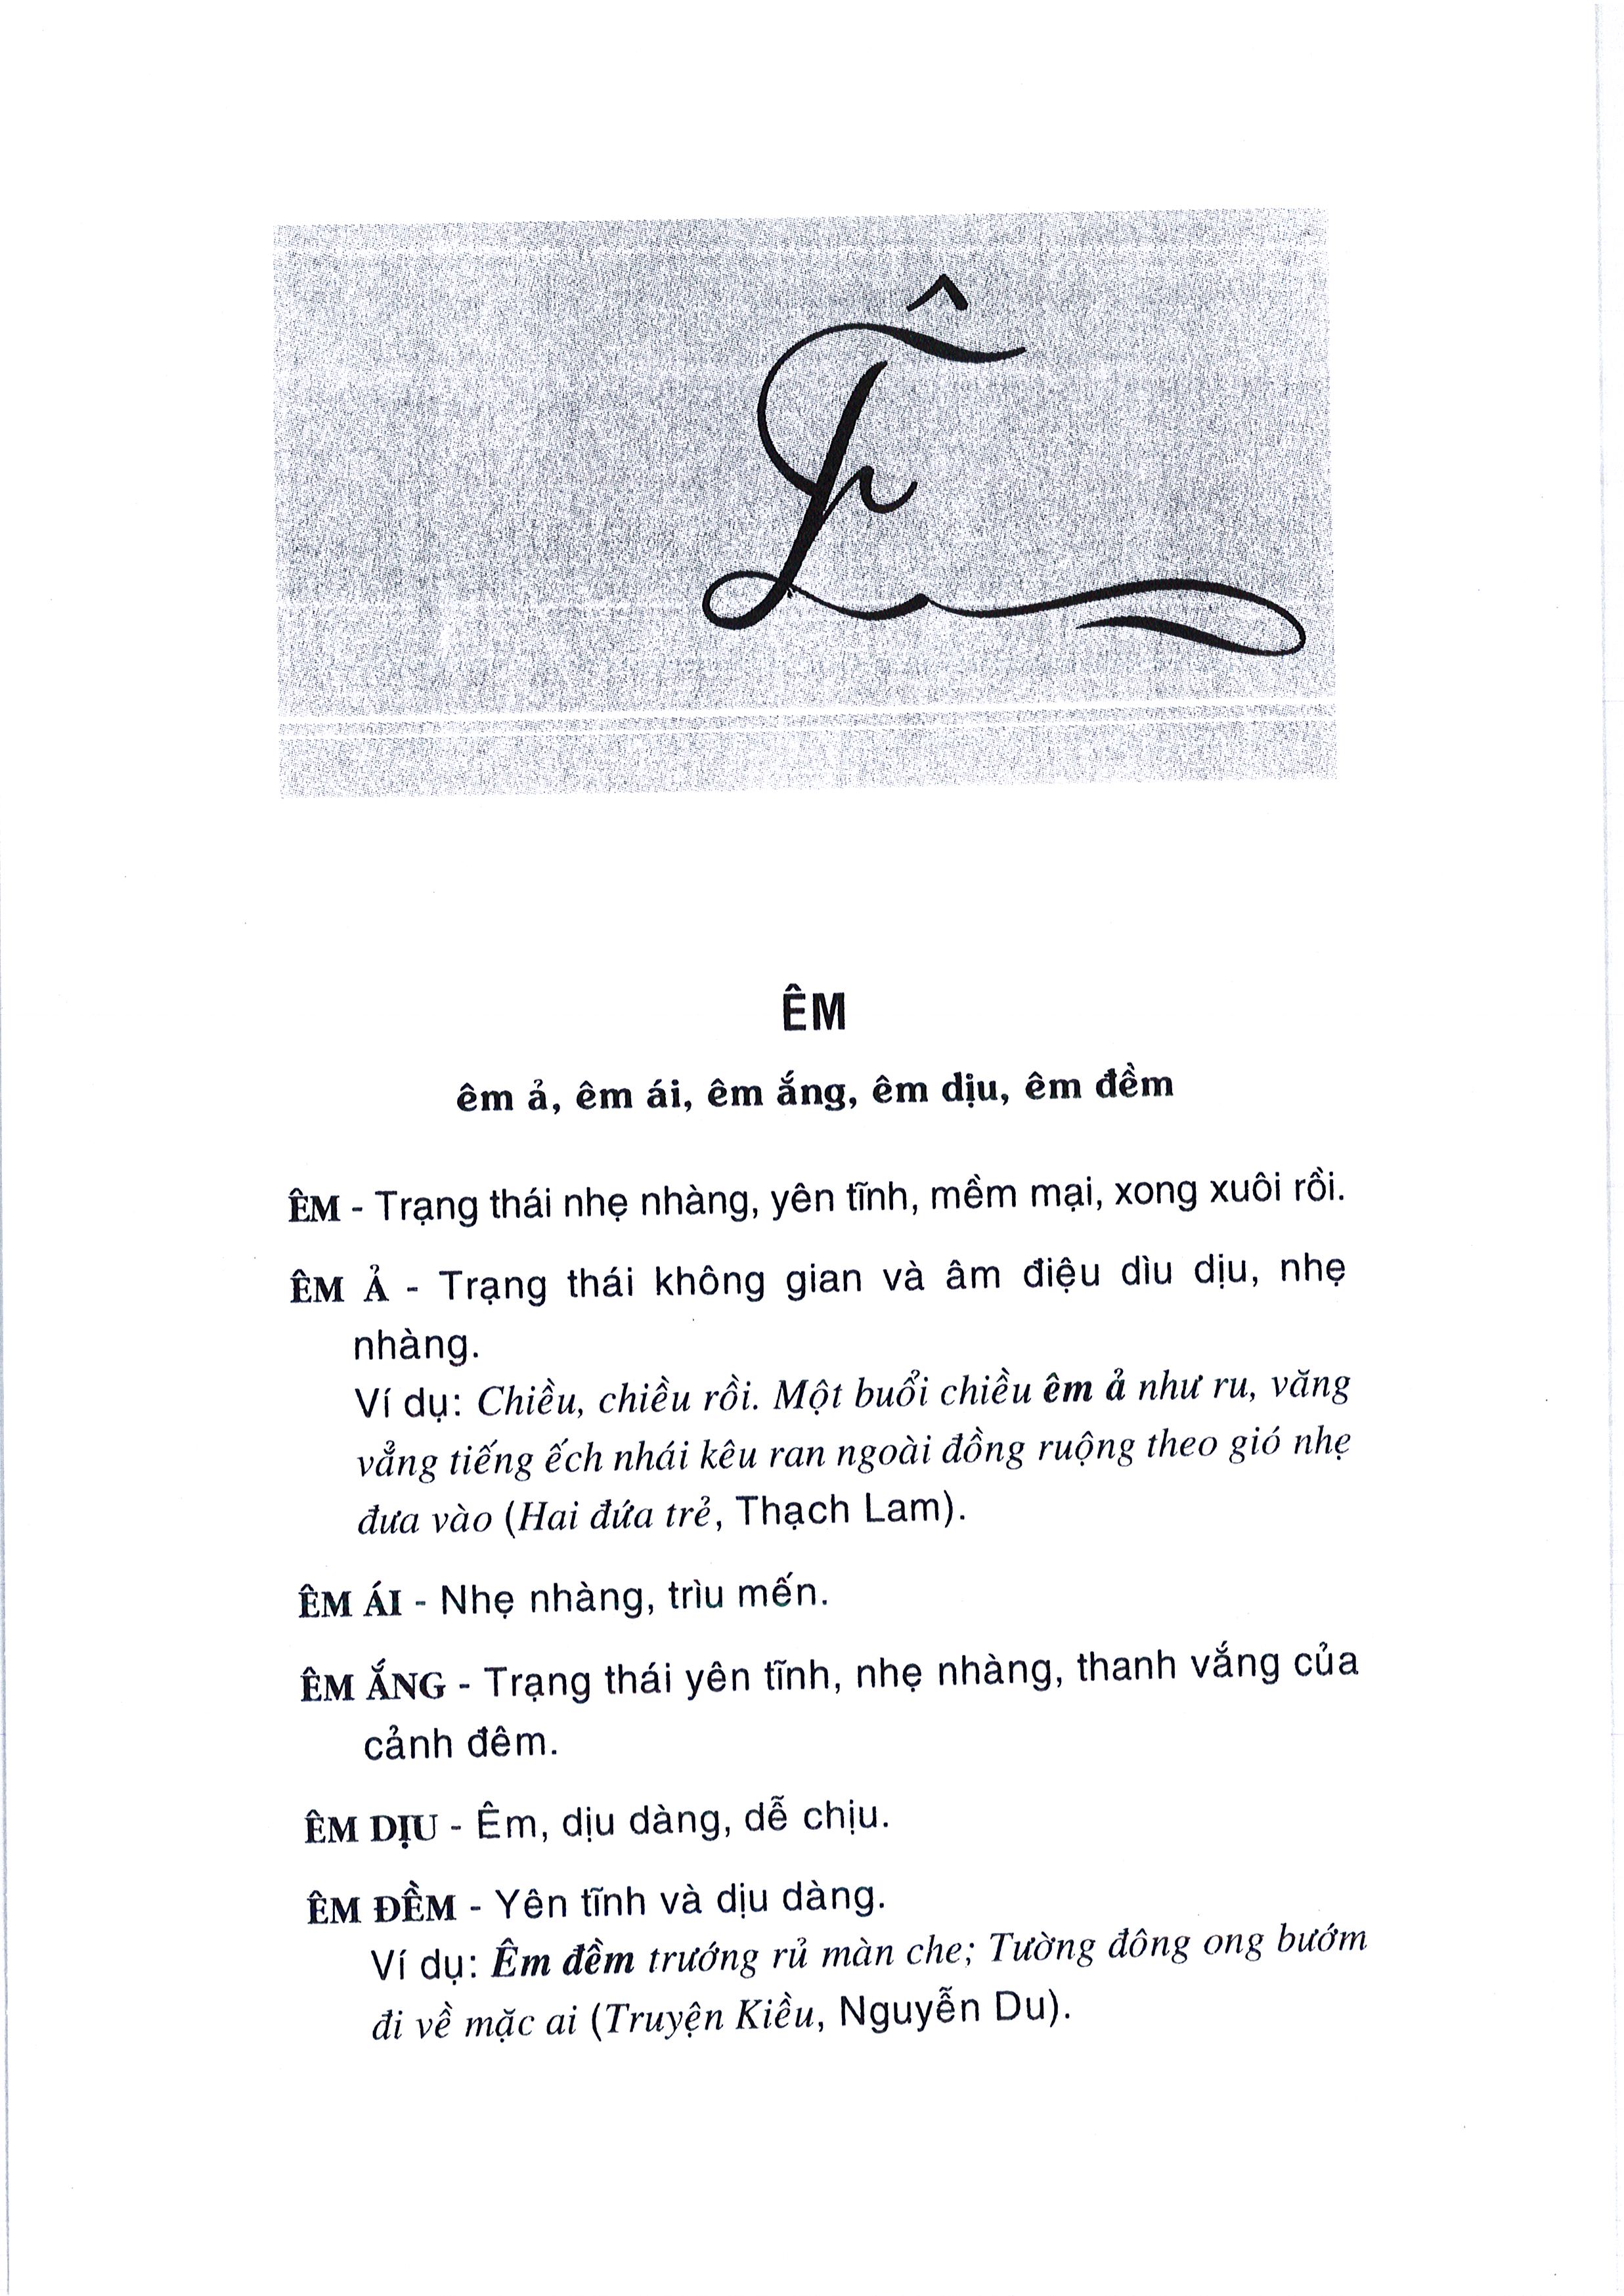 Ê
ÊM
êm ả, êm ái, êm ắng, êm dịu, êm đềm
ÊM - Trạng thái nhẹ nhàng, yên tĩnh, mềm mại, xong xuôi rồi.
ÊM Ả - Trạng thái không gian và âm điệu dìu dịu, nhẹ
nhàng.
Ví dụ: Chiều, chiều rồi. Một buổi chiều êm ả như ru, văng
vẳng tiếng ếch nhái kêu ran ngoài đồng ruộng theo gió nhẹ
đưa vào (Hai đứa trẻ, Thạch Lam).
ÊM ÁI - Nhẹ nhàng, trìu mến.
ÊM ẮNG - Trạng thái yên tĩnh, nhẹ nhàng, thanh vắng của
cảnh đêm.
ÊM DỊU - Êm, dịu dàng, dễ chịu.
ÊM ĐỀM - Yên tĩnh và dịu dàng.
Ví dụ: Êm đềm trướng rủ màn che; Tường đông ong bướm
đi về mặc ai (Truyện Kiều, Nguyễn Du).